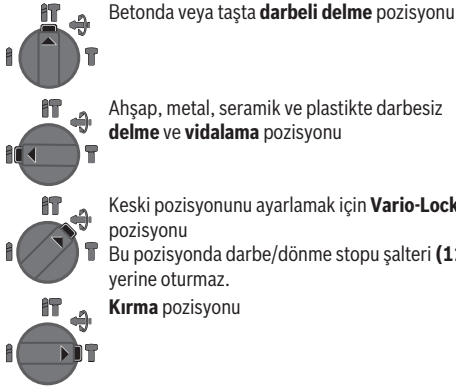 Betonda veya taşta darbeli delme pozisyonu
Ahşap, metal, seramik ve plastikte darbesiz
delme ve vidalama pozisyonu
Keski pozisyonunu ayarlamak için Vario-Lock
pozisyonu
Bu pozisyonda darbe/dönme stopu şalteri
yerine oturmaz.
Kırma pozisyonu